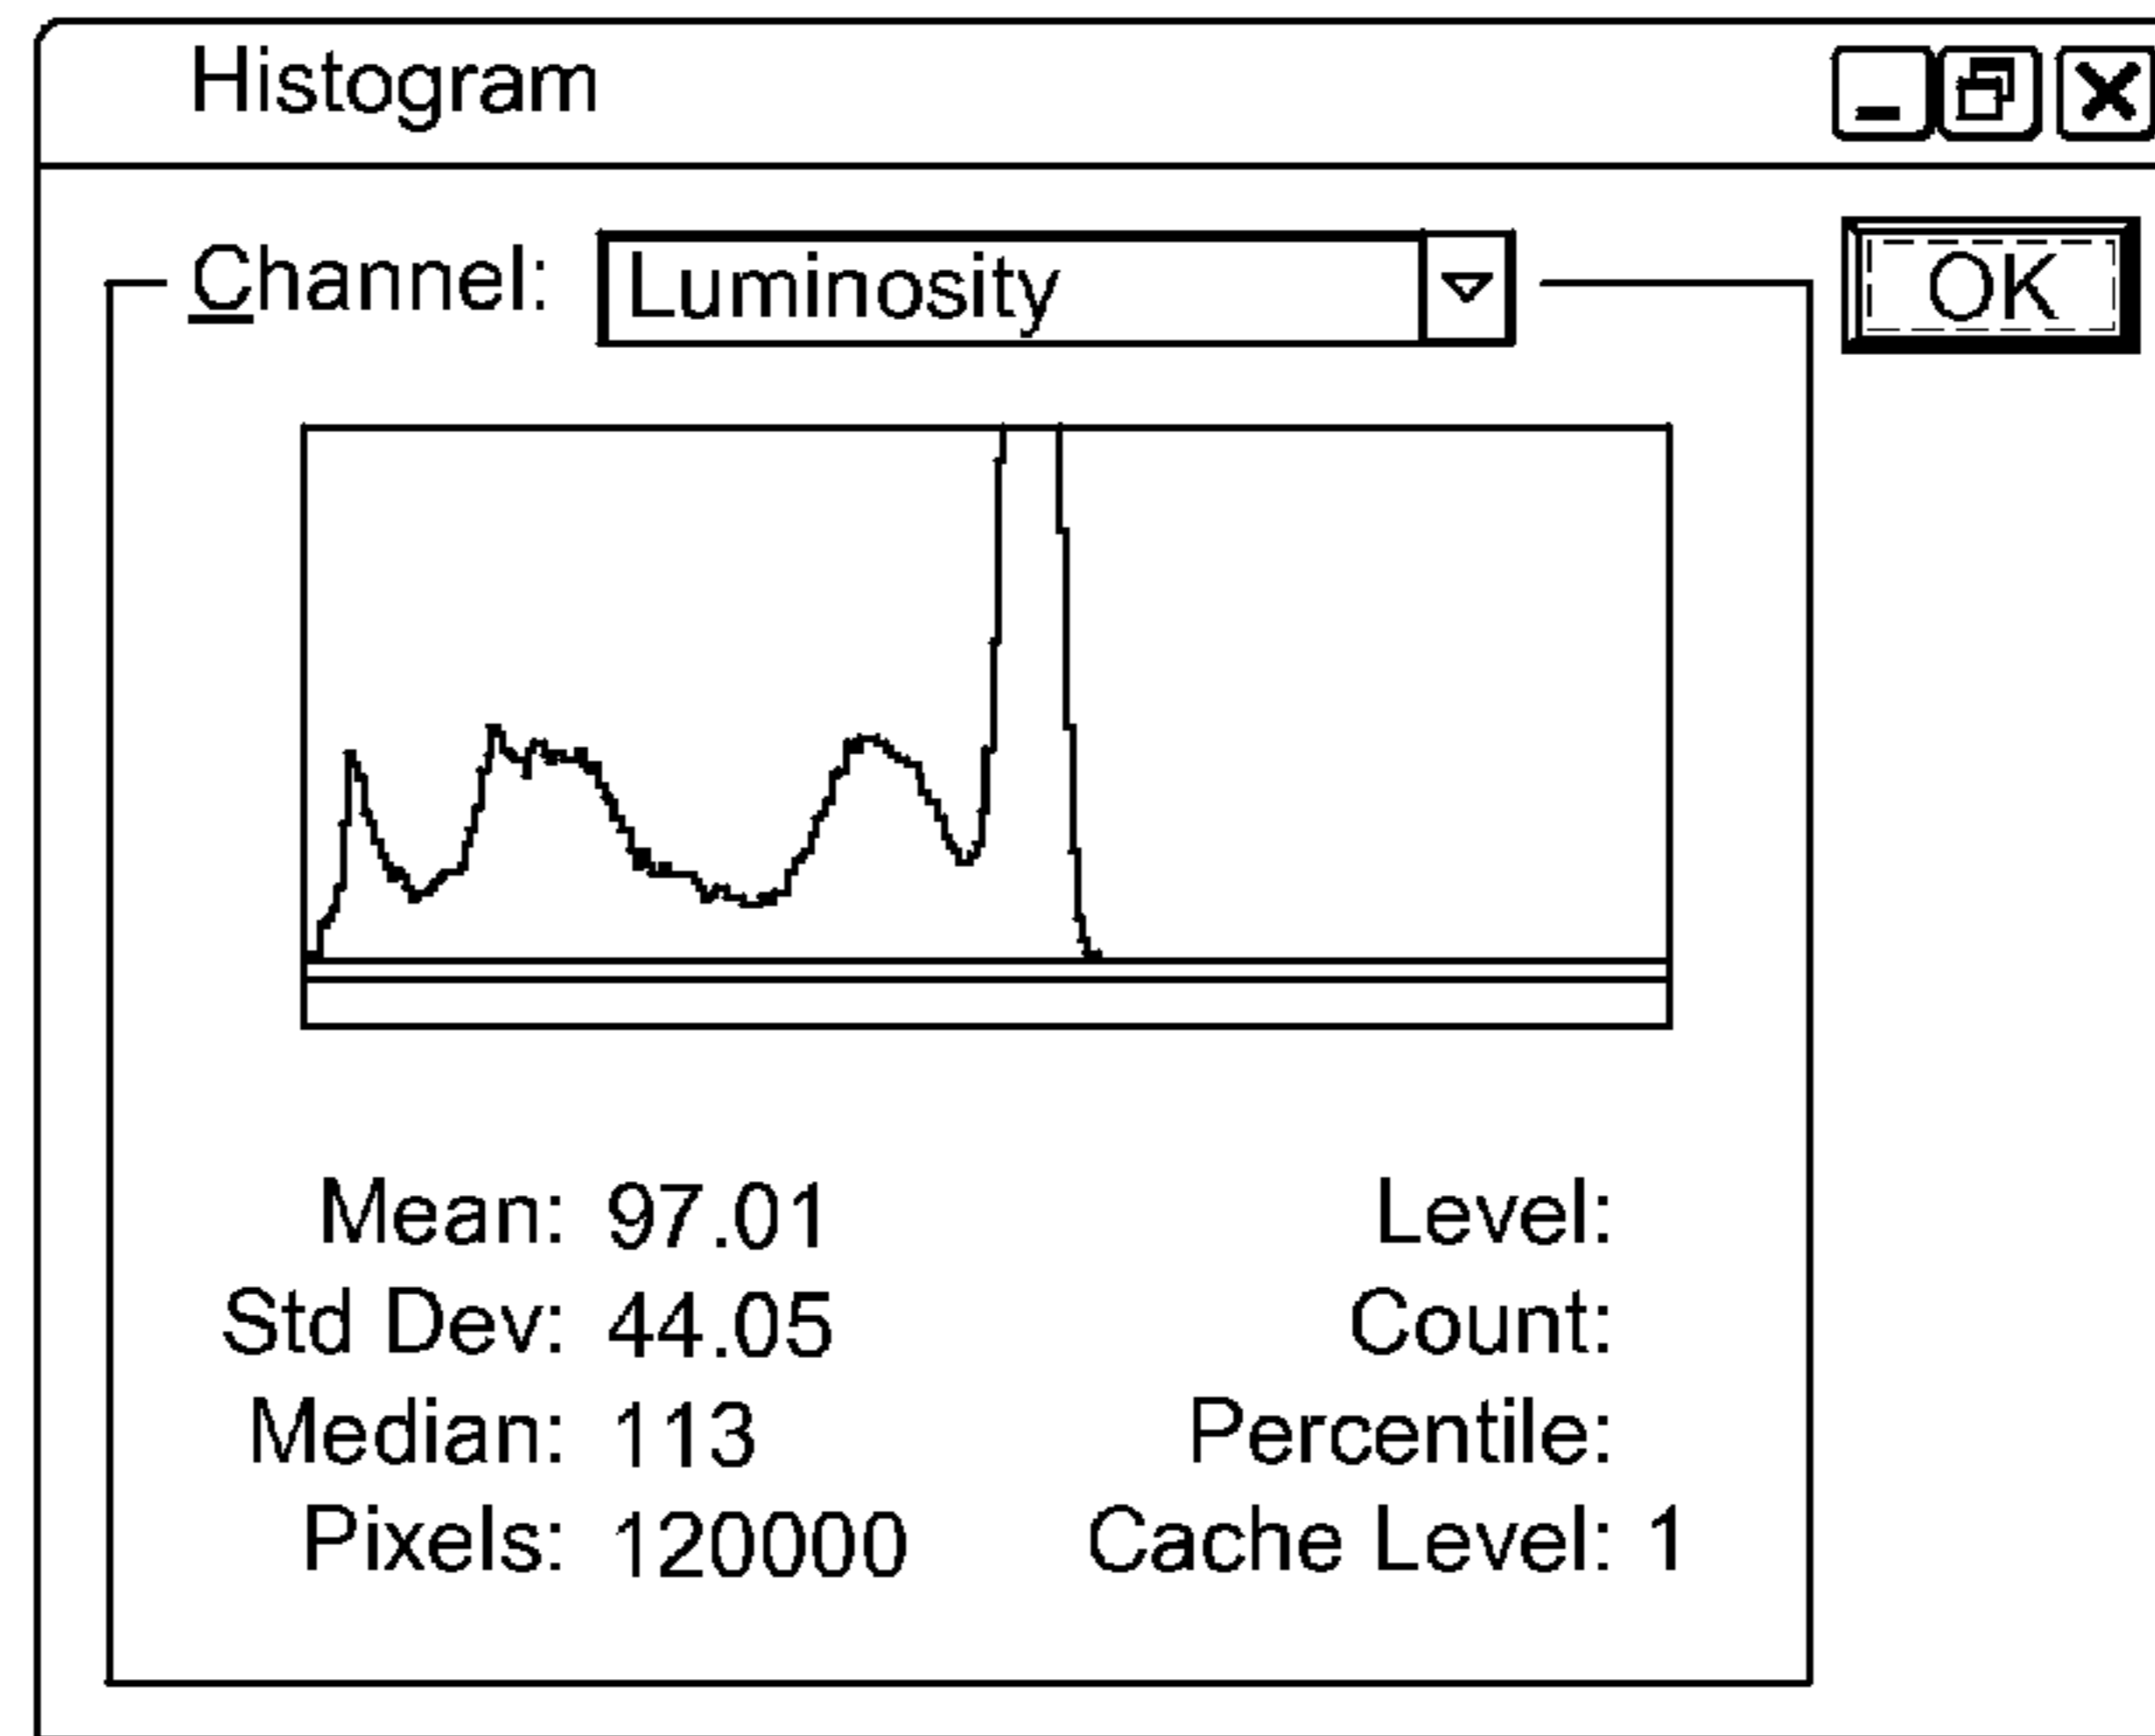 Histogram
Channel: Luminosity
OK
Mean: 97.01 Level:
Std Dev: 44.05 Count:
Median: 113 Percentile:
Pixels: 120000 Cache Level: 1